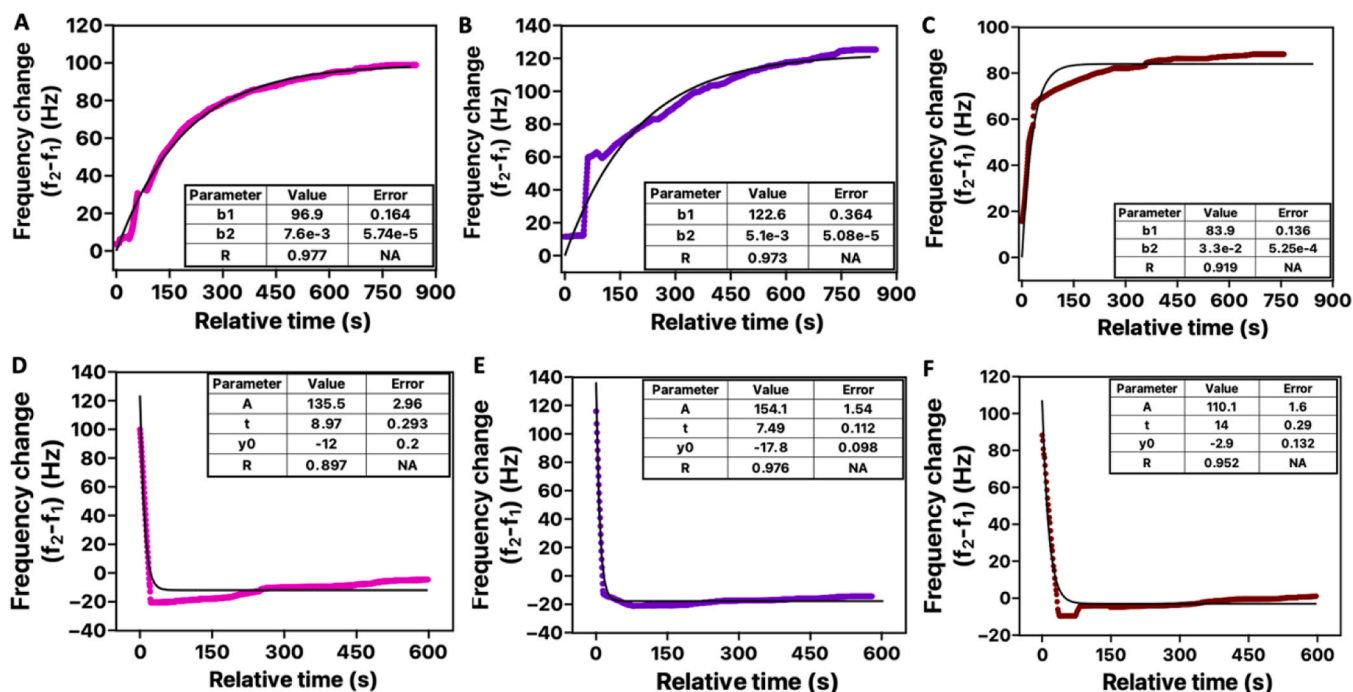 A
Frequency change
(f₂-f₁) (Hz)
120
100
80
60
40
20
0
Parameter Value Error
b1 96.9 0.164
b2 7.6e-3 5.74e-5
R 0.977 NA
0 150 300 450 600 750 900
Relative time (s)
B
Frequency change
(f₂-f₁) (Hz)
140
120
100
80
60
40
20
0
Parameter Value Error
b1 122.6 0.364
b2 5.1e-3 5.08e-5
R 0.973 NA
0 150 300 450 600 750 900
Relative time (s)
C
Frequency change
(f₂-f₁) (Hz)
100
80
60
40
20
0
Parameter Value Error
b1 83.9 0.136
b2 3.3e-2 5.25e-4
R 0.919 NA
0 150 300 450 600 750 900
Relative time (s)
D
Frequency change
(f₂-f₁) (Hz)
140
120
100
80
60
40
20
0
−20
−40
Parameter Value Error
A 135.5 2.96
t 8.97 0.293
y0 -12 0.2
R 0.897 NA
0 150 300 450 600
Relative time (s)
E
Frequency change
(f₂-f₁) (Hz)
140
120
100
80
60
40
20
0
−20
−40
Parameter Value Error
A 154.1 1.54
t 7.49 0.112
y0 -17.8 0.098
R 0.976 NA
0 150 300 450 600
Relative time (s)
F
Frequency change
(f₂-f₁) (Hz)
120
100
80
60
40
20
0
−20
Parameter Value Error
A 110.1 1.6
t 14 0.29
y0 -2.9 0.132
R 0.952 NA
0 150 300 450 600
Relative time (s)